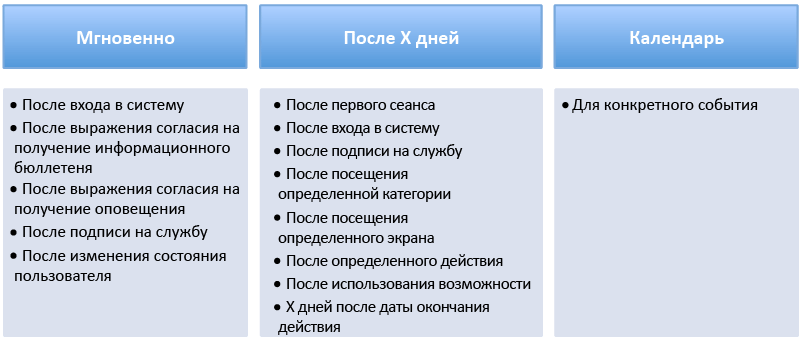 Мгновенно
• После входа в систему
• После выражения согласия на
получение информационного
бюллетеня
• После выражения согласия на
получение оповещения
• После подписи на службу
• После изменения состояния
пользователя
После X дней
• После первого сеанса
• После входа в систему
• После подписи на службу
• После посещения
определенной категории
• После посещения
определенного экрана
• После определенного действия
• После использования возможности
• X дней после даты окончания
действия
Календарь
• Для конкретного события